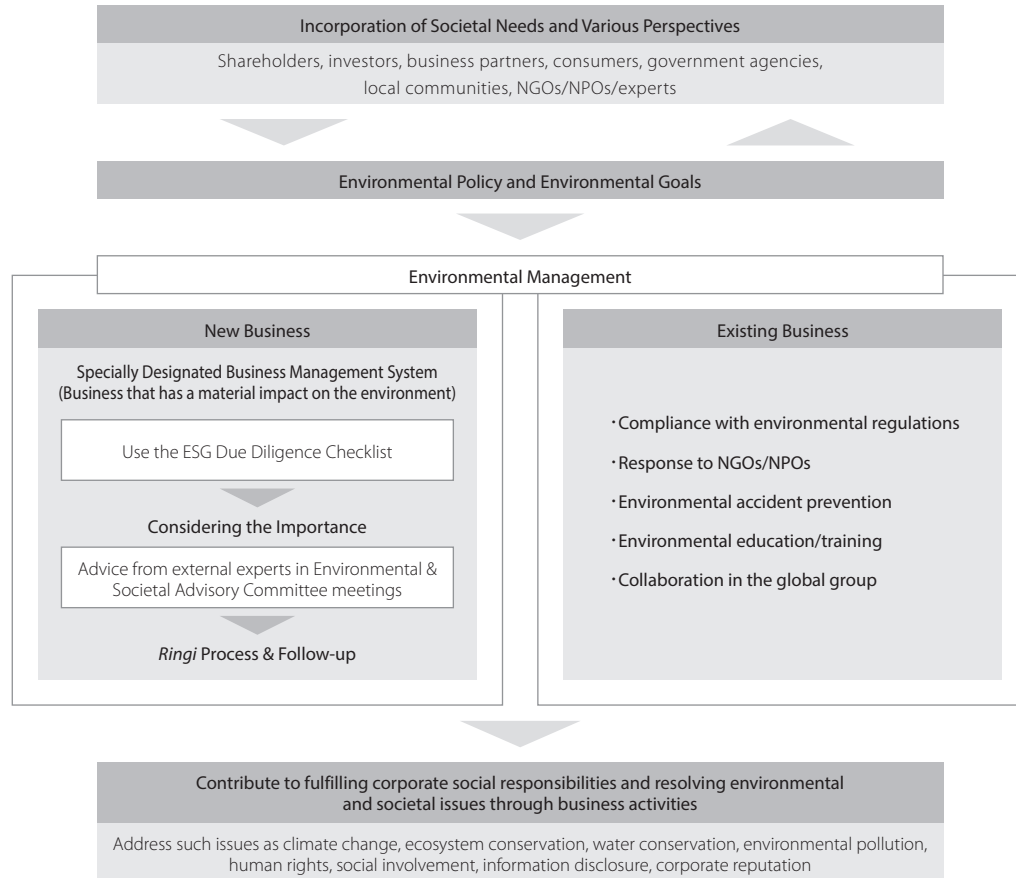 Incorporation of Societal Needs and Various Perspectives
Shareholders, investors, business partners, consumers, government agencies,
local communities, NGOs/NPOs/experts
Environmental Policy and Environmental Goals
Environmental Management
New Business
Specially Designated Business Management System
(Business that has a material impact on the environment)
Use the ESG Due Diligence Checklist
Considering the Importance
Advice from external experts in Environmental &
Societal Advisory Committee meetings
Ringi Process & Follow-up
Existing Business
・Compliance with environmental regulations
・Response to NGOs/NPOs
・Environmental accident prevention
・Environmental education/training
・Collaboration in the global group
Contribute to fulfilling corporate social responsibilities and resolving environmental
and societal issues through business activities
Address such issues as climate change, ecosystem conservation, water conservation, environmental pollution,
human rights, social involvement, information disclosure, corporate reputation